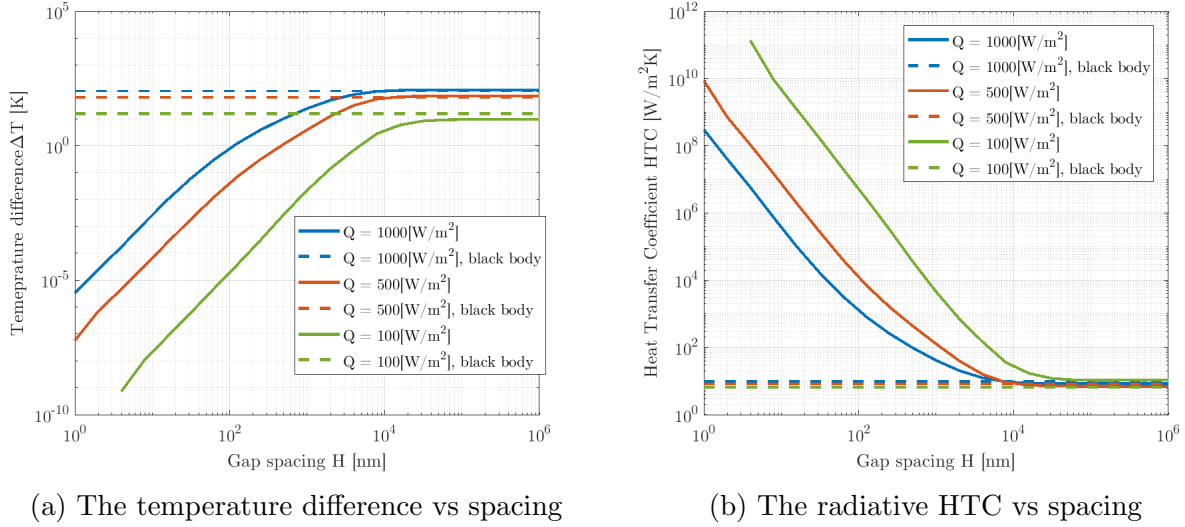 10^5
10^0
10^-5
10^-10
Temeprature differenceΔT [K]
Q = 1000[W/m^2]
Q = 1000[W/m^2], black body
Q = 500[W/m^2]
Q = 500[W/m^2], black body
Q = 100[W/m^2]
Q = 100[W/m^2], black body
10^0 10^2 10^4 10^6
Gap spacing H [nm]
(a) The temperature difference vs spacing
10^12
10^10
10^8
10^6
10^4
10^2
10^0
Heat Transfer Coefficient HTC [W/m^2K]
Q = 1000[W/m^2]
Q = 1000[W/m^2], black body
Q = 500[W/m^2]
Q = 500[W/m^2], black body
Q = 100[W/m^2]
Q = 100[W/m^2], black body
10^0 10^2 10^4 10^6
Gap spacing H [nm]
(b) The radiative HTC vs spacing